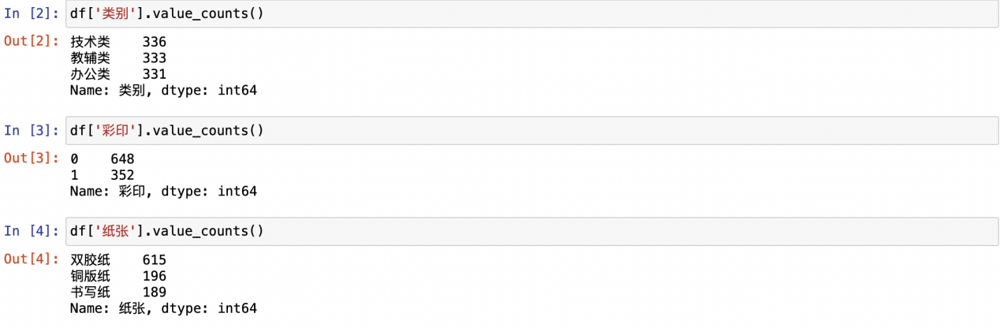 In [2]: df['类别'].value_counts()
Out[2]: 技术类    336
教辅类    333
办公类    331
Name: 类别, dtype: int64
In [3]: df['彩印'].value_counts()
Out[3]: 0    648
1    352
Name: 彩印, dtype: int64
In [4]: df['纸张'].value_counts()
Out[4]: 双胶纸    615
铜版纸    196
书写纸    189
Name: 纸张, dtype: int64